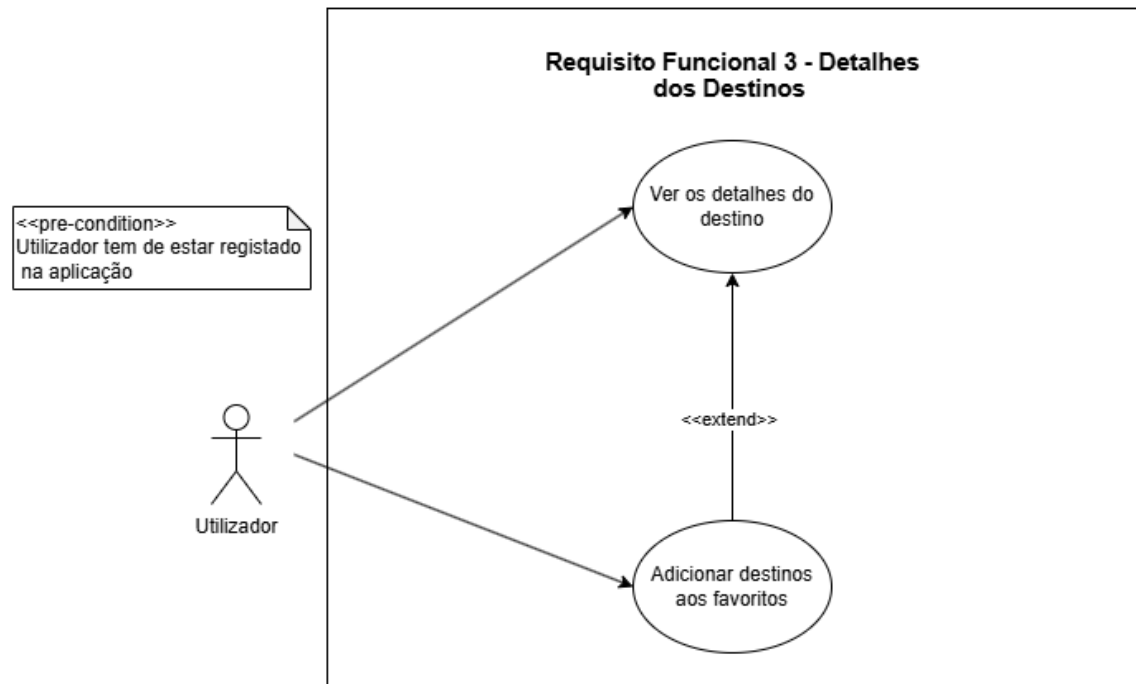 Requisito Funcional 3 - Detalhes
dos Destinos
Ver os detalhes do
destino
<<pre-condition>>
Utilizador tem de estar registado
na aplicação
<<extend>>
Utilizador
Adicionar destinos
aos favoritos